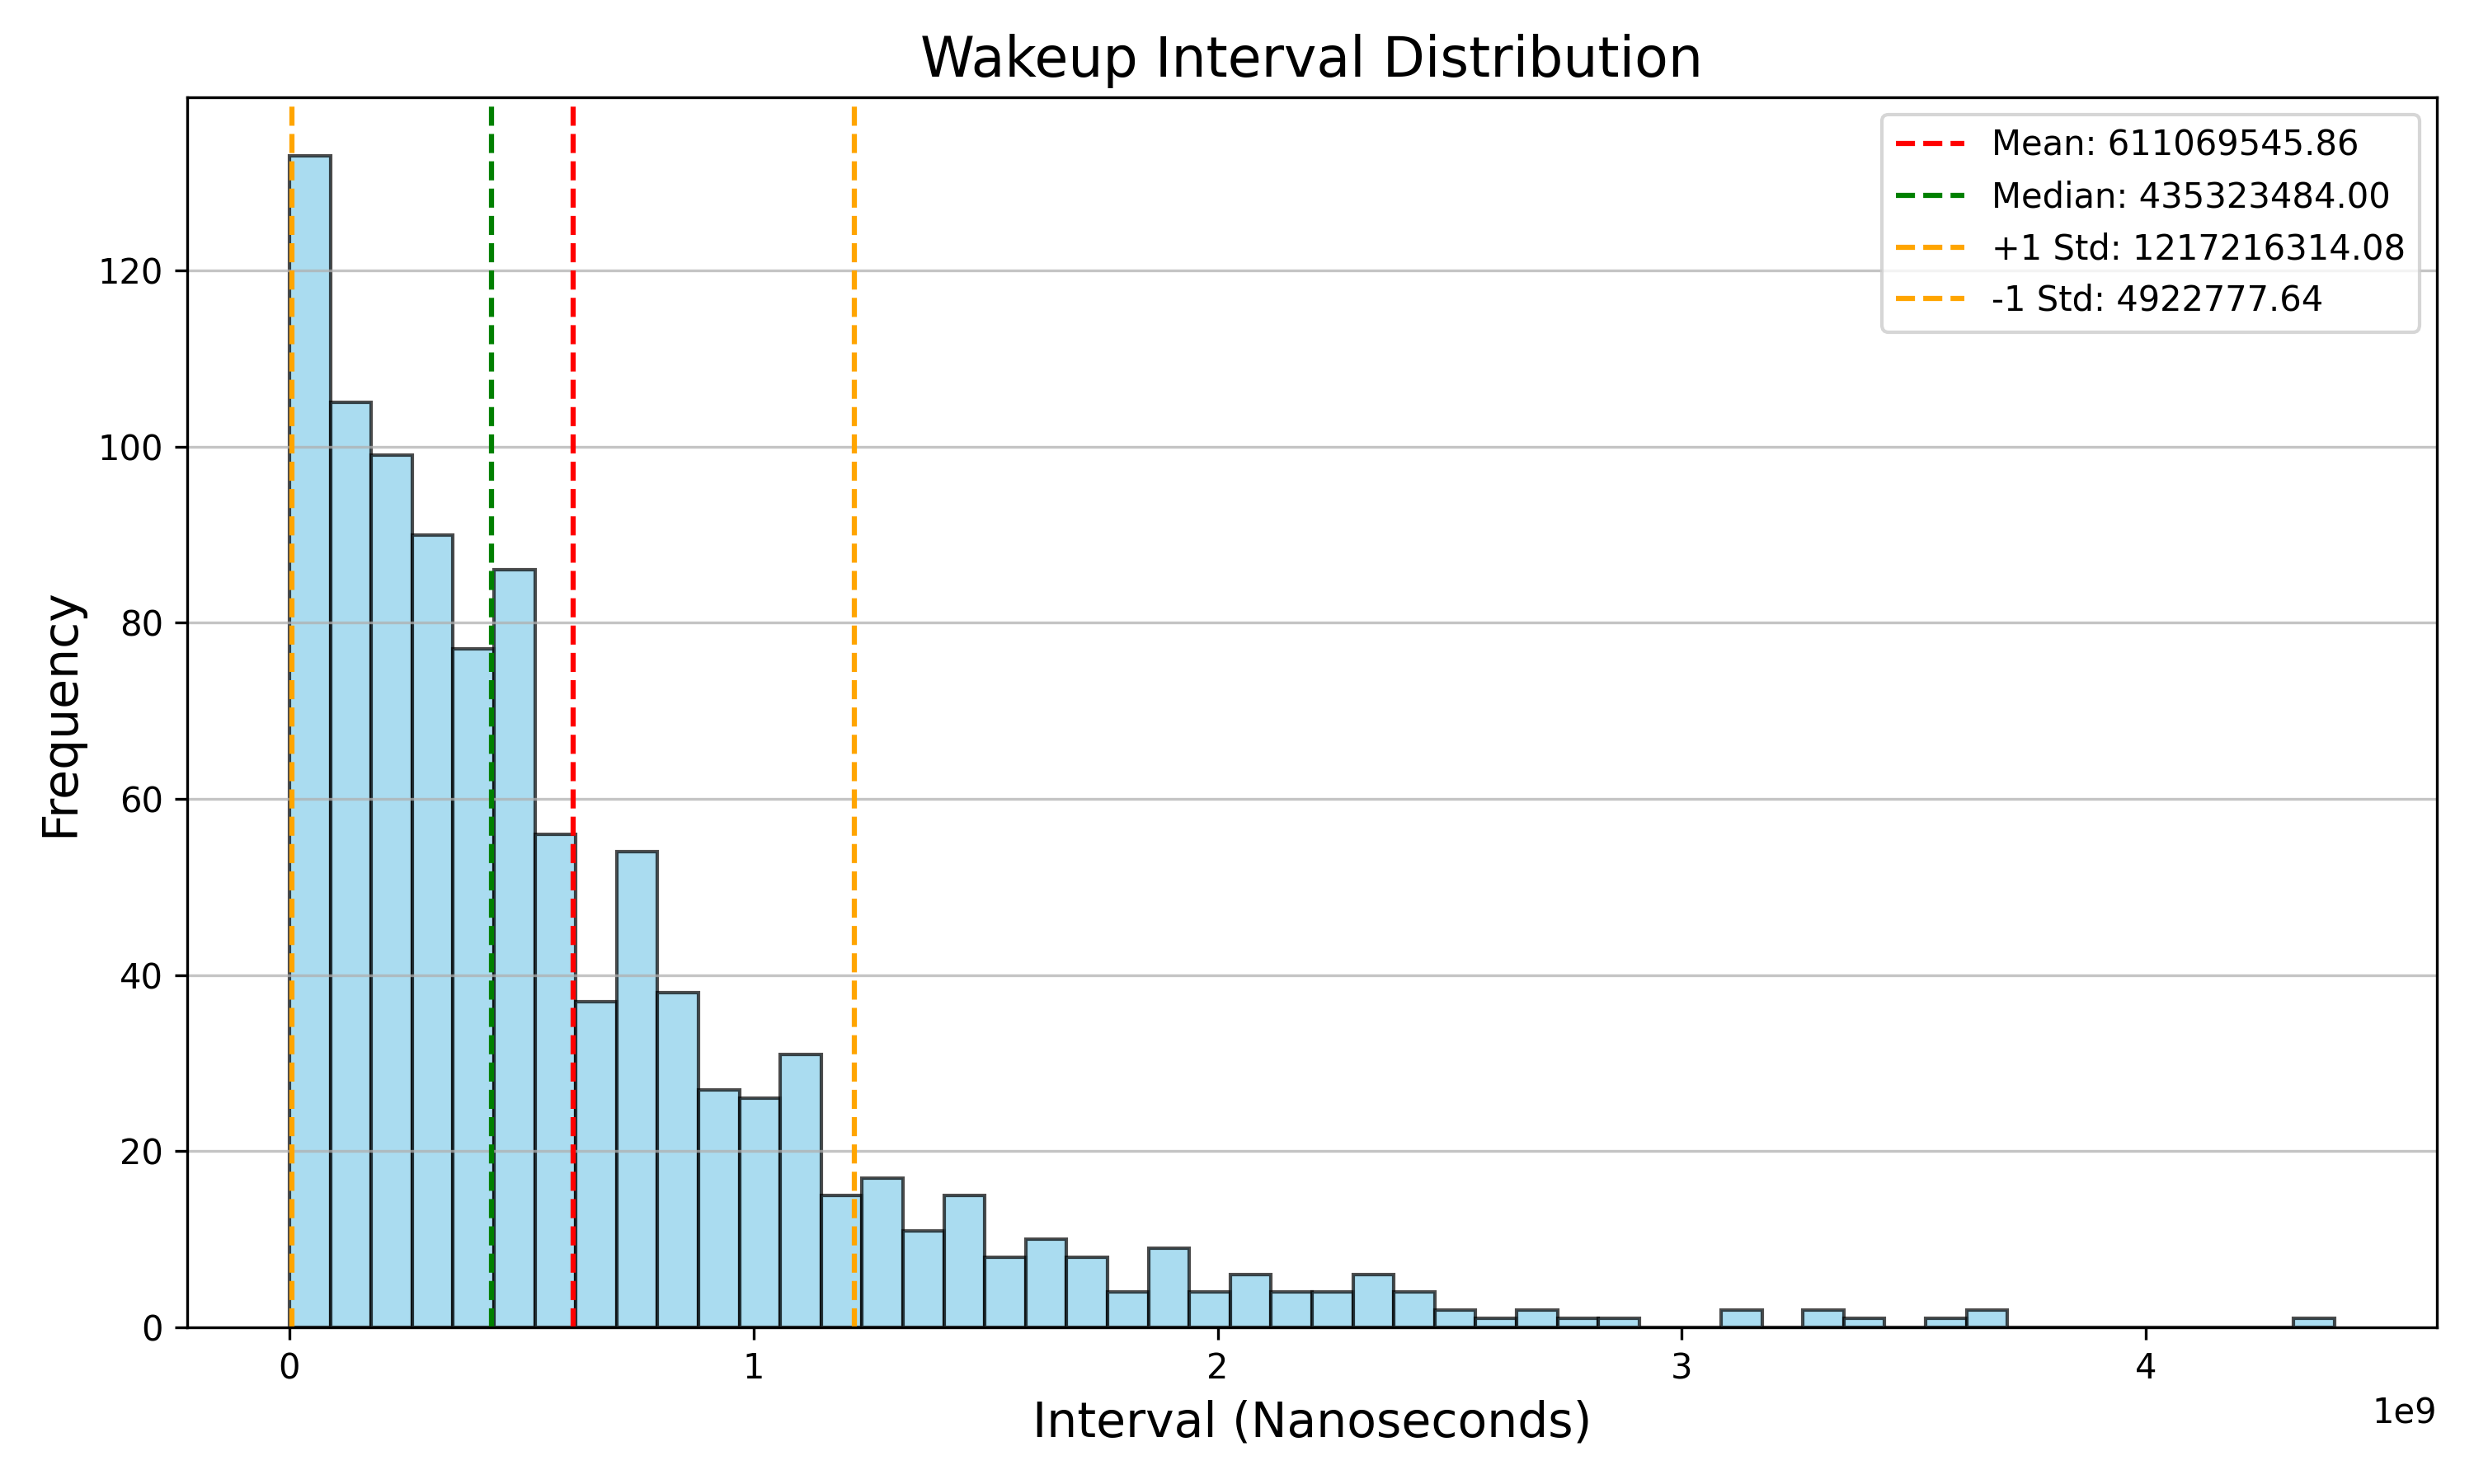 Wakeup Interval Distribution
Mean: 611069545.86
Median: 435323484.00
+1 Std: 1217216314.08
-1 Std: 4922777.64
Frequency
120
100
80
60
40
20
0
0 1 2 3 4
1e9
Interval (Nanoseconds)